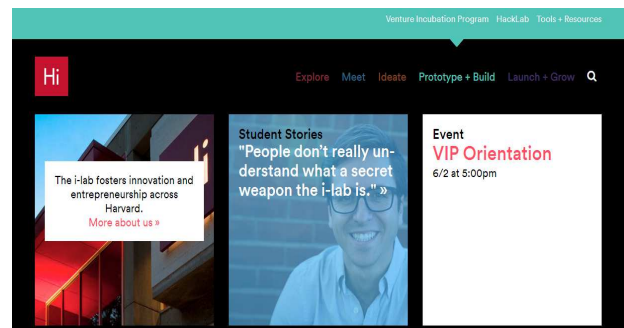 Venture Incubation Program HackLab Tools + Resources
Hi
Explore Meet Ideate Prototype + Build Launch + Grow
The i-lab fosters innovation and
entrepreneurship across
Harvard.
More about us »
Student Stories
"People don't really un-
derstand what a secret
weapon the i-lab is." »
Event
VIP Orientation
6/2 at 5:00pm